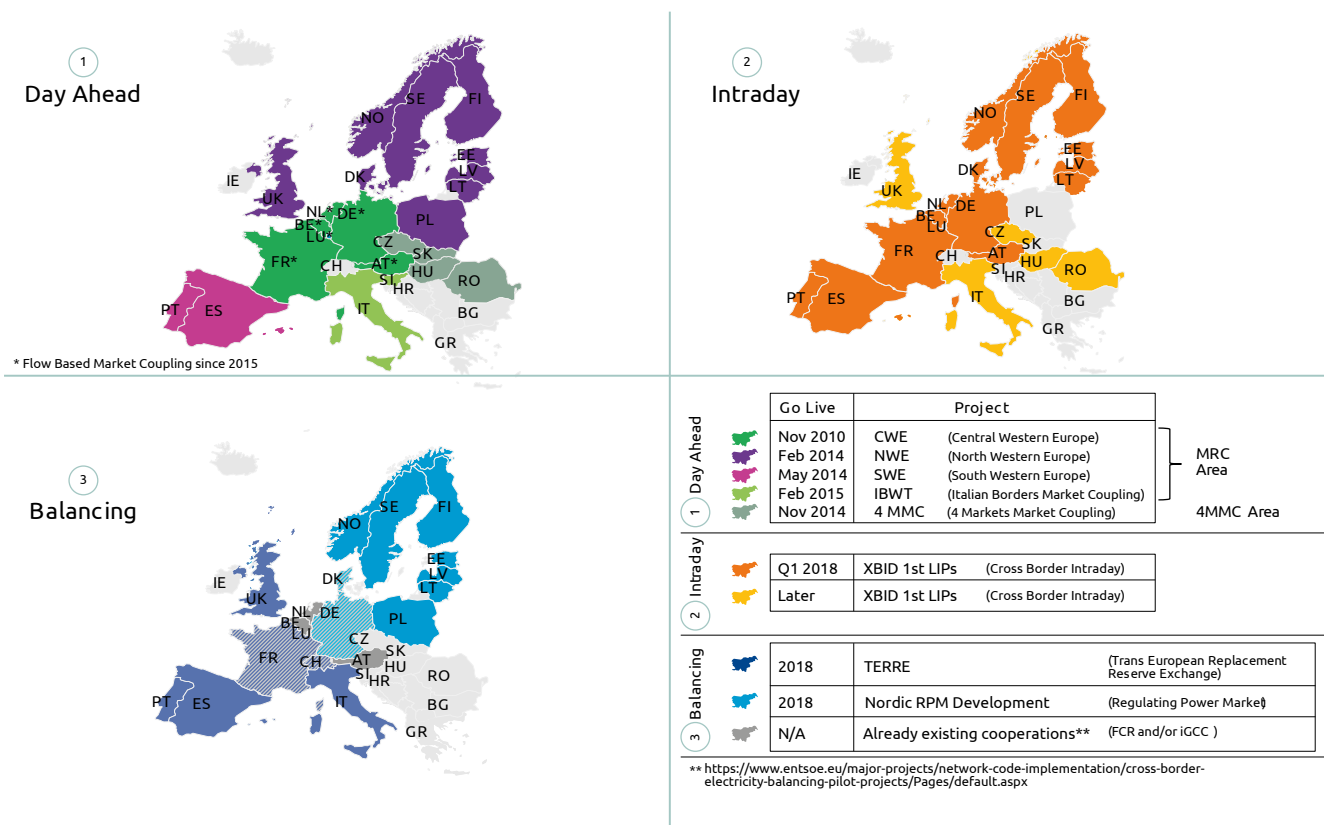 1
Day Ahead
SE
FI
NO
EE
LV
LT
DK
IE
UK
NL*
DE*
BE*
LU*
PL
CZ
SK
FR*
CH
AT*
HU
SI
HR
RO
IT
PT
ES
BG
GR
* Flow Based Market Coupling since 2015
2
Intraday
SE
FI
NO
EE
LV
LT
DK
IE
UK
NL
DE
BE
LU
PL
CZ
SK
FR
CH
AT
HU
SI
HR
RO
IT
PT
ES
BG
GR
3
Balancing
SE
FI
NO
EE
LV
LT
DK
IE
UK
NL
DE
BE
LU
PL
CZ
SK
FR
CH
AT
HU
SI
HR
RO
IT
PT
ES
BG
GR
Go Live Project
1 Day Ahead
Nov 2010 CWE (Central Western Europe)
Feb 2014 NWE (North Western Europe)
May 2014 SWE (South Western Europe)
Feb 2015 IBWT (Italian Borders Market Coupling)
Nov 2014 4 MMC (4 Markets Market Coupling)
MRC
Area
4MMC Area
2 Intraday
Q1 2018 XBID 1st LIPs (Cross Border Intraday)
Later XBID 1st LIPs (Cross Border Intraday)
3 Balancing
2018 TERRE (Trans European Replacement
Reserve Exchange)
2018 Nordic RPM Development (Regulating Power Market)
N/A Already existing cooperations** (FCR and/or iGCC )
** https://www.entsoe.eu/major-projects/network-code-implementation/cross-border-
electricity-balancing-pilot-projects/Pages/default.aspx